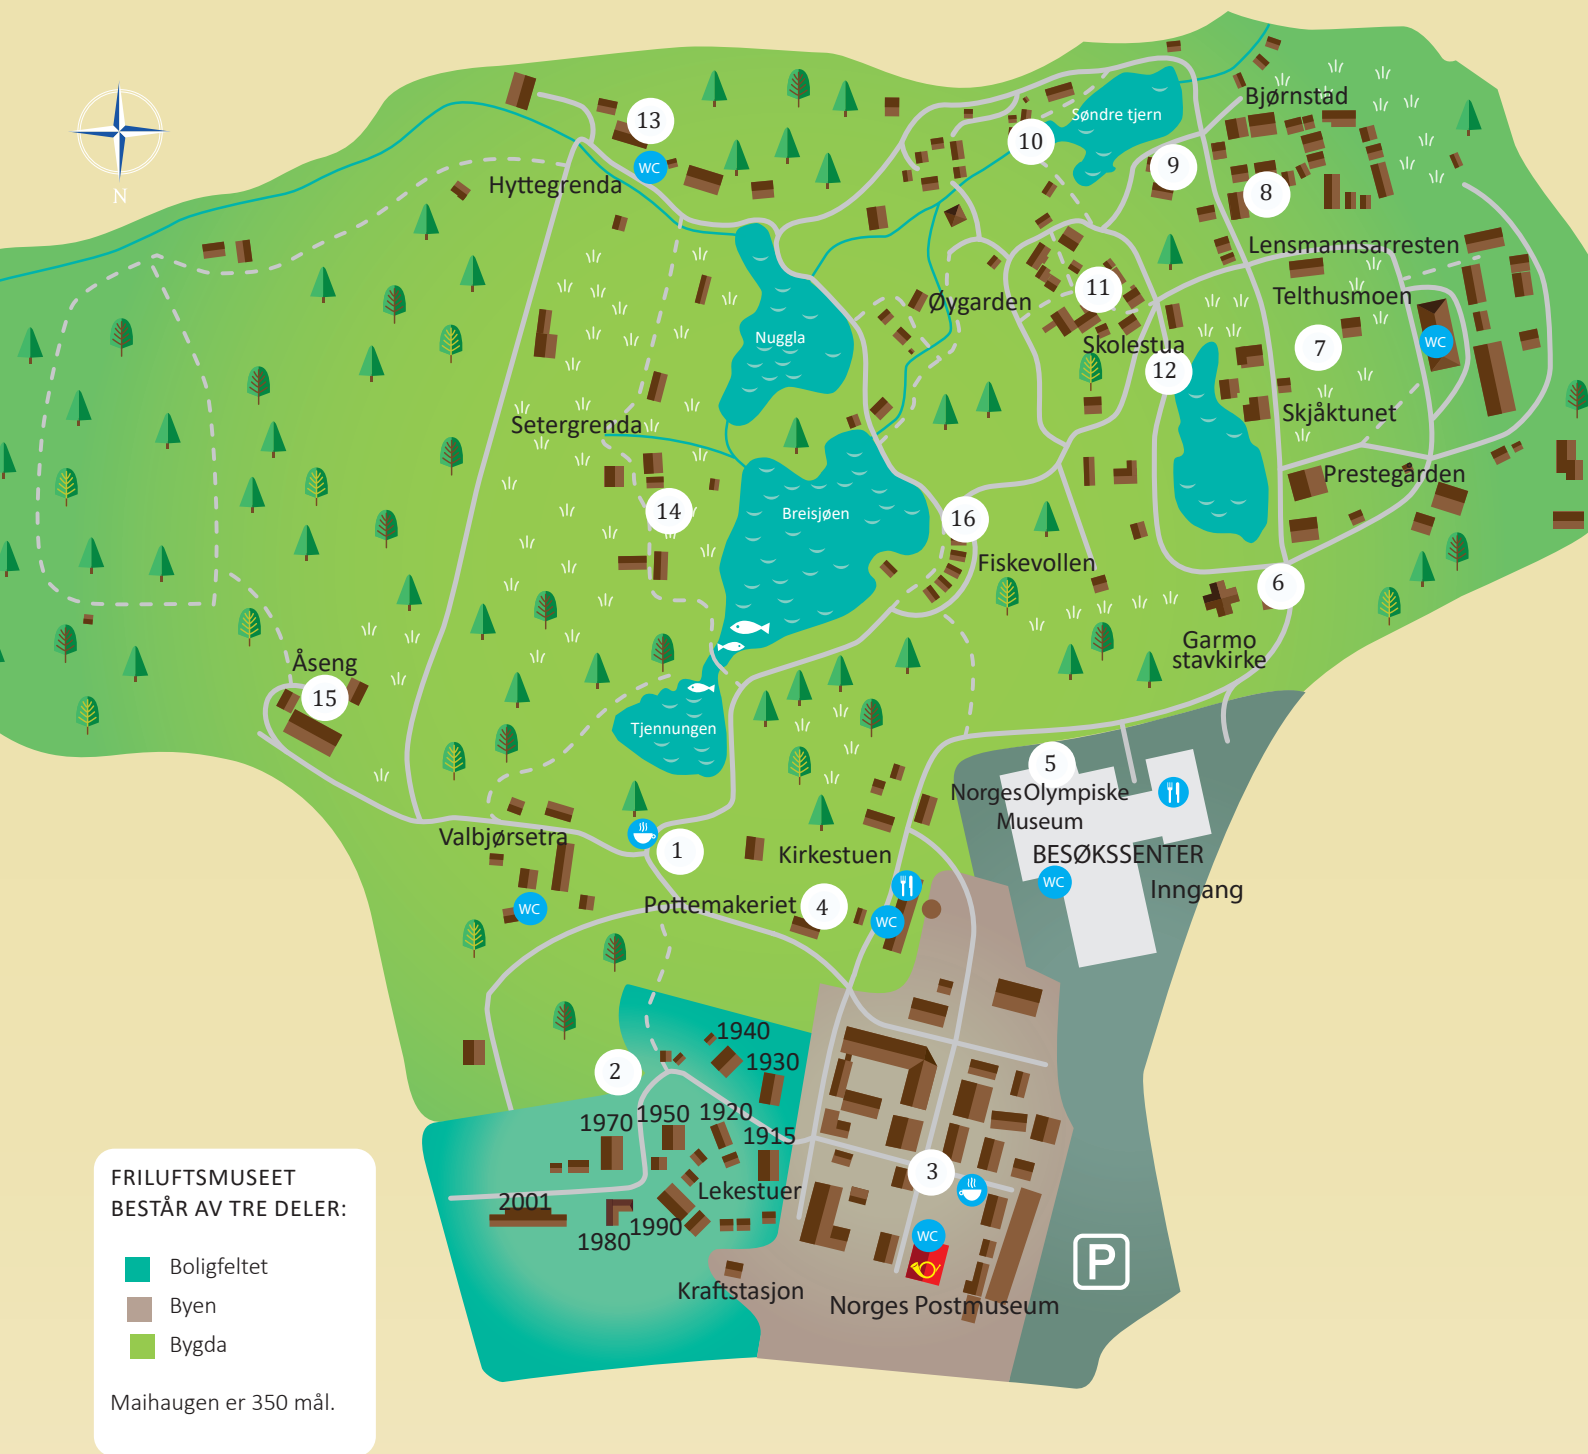 N
13
WC
Hyttegrenda
10
Søndre tjern
9
Bjørnstad
8
Lensmannsarresten
Telthusmoen
7
WC
Øygarden
11
Skolestua
12
Skjåktunet
Prestegården
Nuggla
Setergrenda
14
Breisjøen
16
Fiskevollen
6
Garmo
stavkirke
Åseng
15
Tjennungen
5
Norges Olympiske
Museum
BESØKSSENTER
WC
Inngang
Valbjørsetra
WC
1
Kirkestuen
Pottemakeriet
4
WC
2
1940
1930
1970
1950
1920
1915
2001
1980
1990
Lekestuer
3
WC
Kraftstasjon
Norges Postmuseum
P
FRILUFTSMUSEET
BESTÅR AV TRE DELER:
Boligfeltet
Byen
Bygda
Maihaugen er 350 mål.